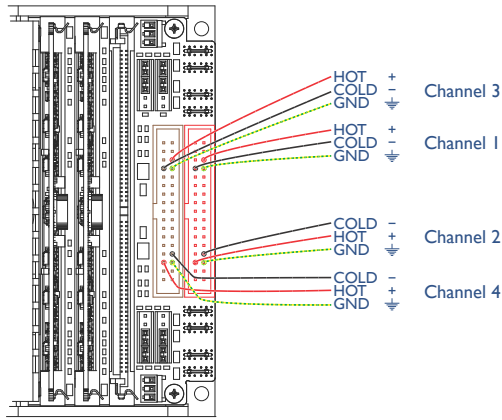 HOT +
COLD − Channel 3
GND ⏚
HOT +
COLD − Channel 1
GND ⏚
COLD −
HOT + Channel 2
GND ⏚
COLD −
HOT + Channel 4
GND ⏚